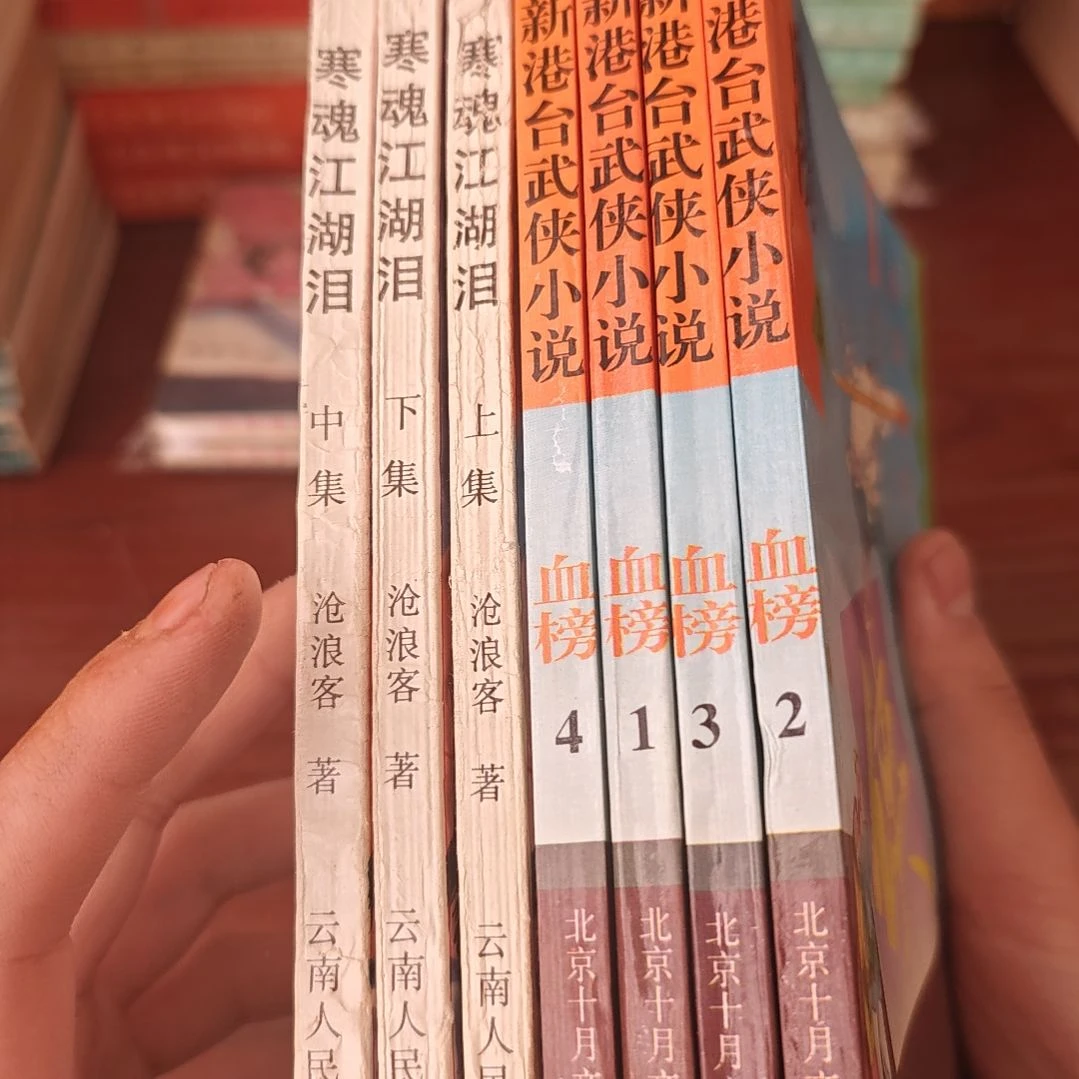 寒魂江湖泪 中集 沧浪客 著 云南人民
寒魂江湖泪 下集 沧浪客 著 云南人民
寒魂江湖泪 上集 沧浪客 著 云南人民
新港台武侠小说 血榜 4 北京十月
新港台武侠小说 血榜 1 北京十月
新港台武侠小说 血榜 3 北京十月
港台武侠小说 血榜 2 北京十月